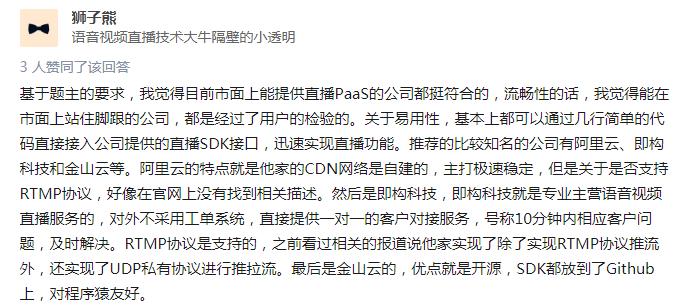 狮子熊
语音视频直播技术大牛隔壁的小透明
3 人赞同了该回答
基于题主的要求，我觉得目前市面上能提供直播PaaS的公司都挺符合的，流畅性的话，我觉得能在
市面上站住脚跟的公司，都是经过了用户的检验的。关于易用性，基本上都可以通过几行简单的代
码直接接入公司提供的直播SDK接口，迅速实现直播功能。推荐的比较知名的公司有阿里云、即构
科技和金山云等。阿里云的特点就是他家的CDN网络是自建的，主打极速稳定，但是关于是否支持
RTMP协议，好像在官网上没有找到相关描述。然后是即构科技，即构科技就是专业主营语音视频
直播服务的，对外不采用工单系统，直接提供一对一的客户对接服务，号称10分钟内相应客户问
题，及时解决。RTMP协议是支持的，之前看过相关的报道说他家实现了除了实现RTMP协议推流
外，还实现了UDP私有协议进行推拉流。最后是金山云的，优点就是开源，SDK都放到了Github
上，对程序猿友好。